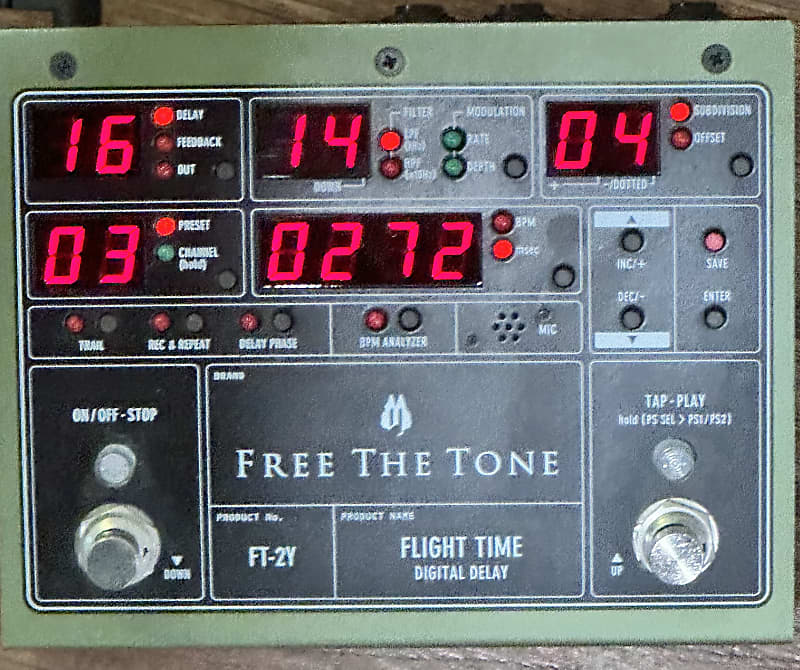 16
DELAY
FEEDBACK
OUT
14
FILTER
LPF
(kHz)
HPF
(x10Hz)
MODULATION
RATE
DEPTH
DOWN
04
SUBDIVISION
OFFSET
+
-/DOTTED
03
PRESET
CHANNEL
(hold)
0272
BPM
msec
▲
INC/+
DEC/-
▼
SAVE
ENTER
TRAIL
REC & REPEAT
DELAY PHASE
BPM ANALYZER
MIC
ON/OFF-STOP
▼
DOWN
BRAND
FREE THE TONE
PRODUCT No.
FT-2Y
PRODUCT NAME
FLIGHT TIME
DIGITAL DELAY
TAP-PLAY
hold (PS SEL > PS1/PS2)
▲
UP